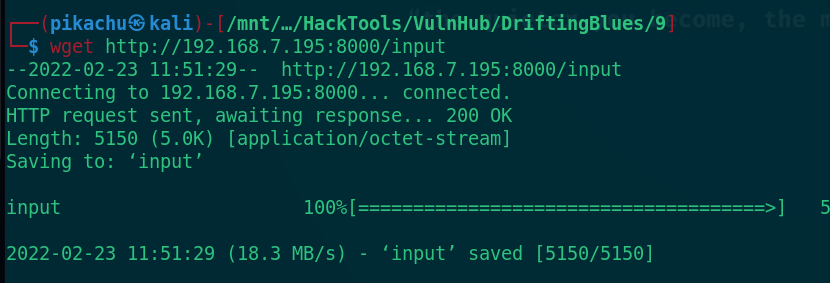 ┌──(pikachu㉿kali)-[/mnt/…/HackTools/VulnHub/DriftingBlues/9]
└─$ wget http://192.168.7.195:8000/input
--2022-02-23 11:51:29--  http://192.168.7.195:8000/input
Connecting to 192.168.7.195:8000... connected.
HTTP request sent, awaiting response... 200 OK
Length: 5150 (5.0K) [application/octet-stream]
Saving to: ‘input’
input                      100%[=====================================>]   5
2022-02-23 11:51:29 (18.3 MB/s) - ‘input’ saved [5150/5150]